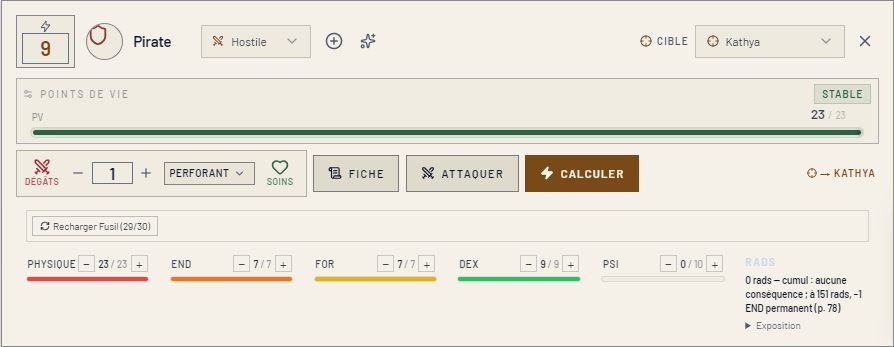 9
Pirate
Hostile
CIBLE
Kathya
POINTS DE VIE
STABLE
PV
23 / 23
DÉGÂTS
− 1 +
PERFORANT
SOINS
FICHE
ATTAQUER
CALCULER
→ KATHYA
Recharger Fusil (29/30)
PHYSIQUE − 23 / 23 +
END − 7 / 7 +
FOR − 7 / 7 +
DEX − 9 / 9 +
PSI − 0 / 10 +
RADS
0 rads — cumul : aucune
conséquence ; à 151 rads, −1
END permanent (p. 78)
Exposition